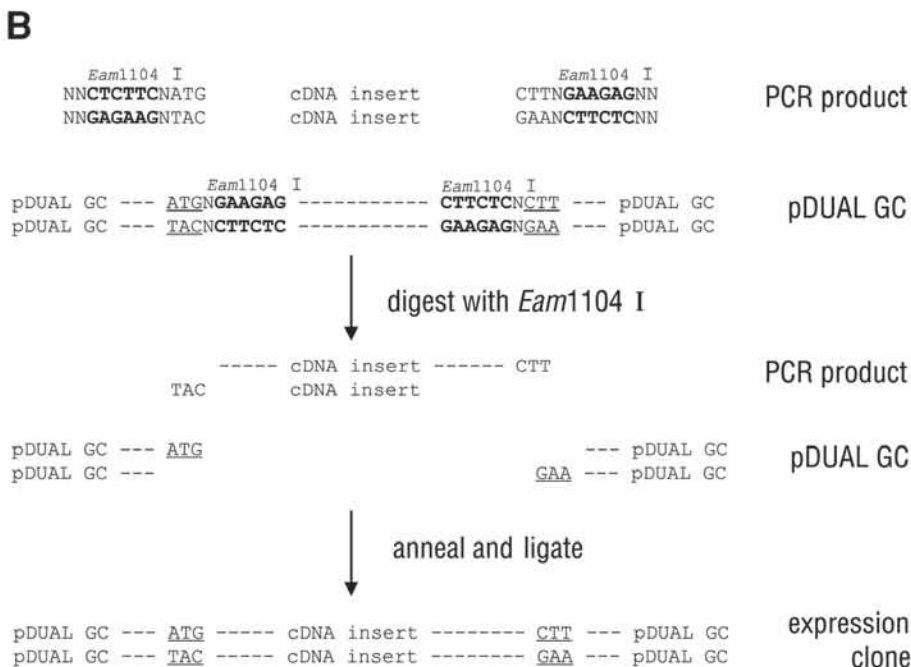 B
Eam1104 I Eam1104 I
NNCTCTTCNATG cDNA insert CTTNGAAGAGNN PCR product
NNGAGAAGNTAC cDNA insert GAANCTTCTCNN
Eam1104 I Eam1104 I
pDUAL GC --- ATGNGAAGAG ----------- CTTCTCNCTT --- pDUAL GC pDUAL GC
pDUAL GC --- TACNCTTCTC ----------- GAAGAGNGAA --- pDUAL GC
digest with Eam1104 I
----- cDNA insert ------ CTT PCR product
TAC cDNA insert
pDUAL GC --- ATG --- pDUAL GC pDUAL GC
pDUAL GC --- GAA --- pDUAL GC
anneal and ligate
pDUAL GC --- ATG ----- cDNA insert -------- CTT --- pDUAL GC expression
pDUAL GC --- TAC ----- cDNA insert -------- GAA --- pDUAL GC clone